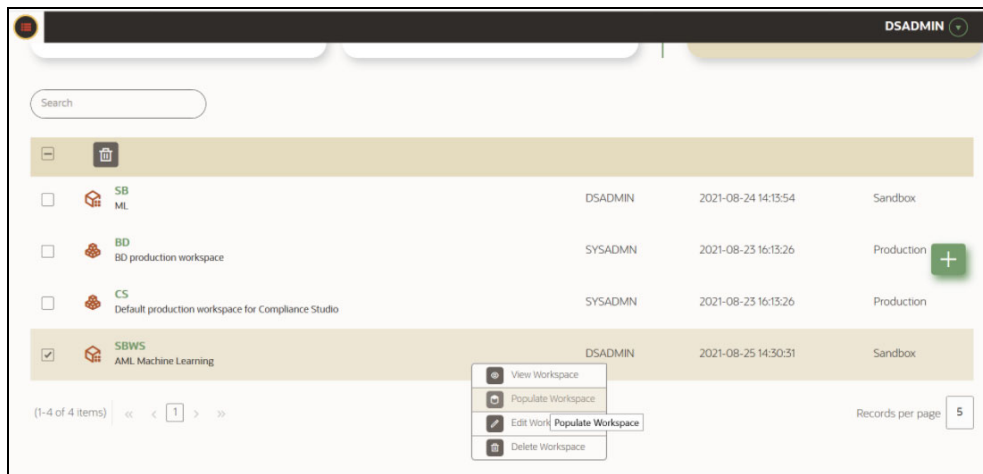 DSADMIN
Search
SB
ML
DSADMIN 2021-08-24 14:13:54 Sandbox
BD
BD production workspace
SYSADMN 2021-08-23 16:13:26 Production
CS
Default production workspace for Compliance Studio
SYSADMN 2021-08-23 16:13:26 Production
SBWS
AML Machine Learning
DSADMIN 2021-08-25 14:30:31 Sandbox
View Workspace
Populate Workspace
Edit Work
Populate Workspace
Delete Workspace
(1-4 of 4 items) « < 1 > »
Records per page 5